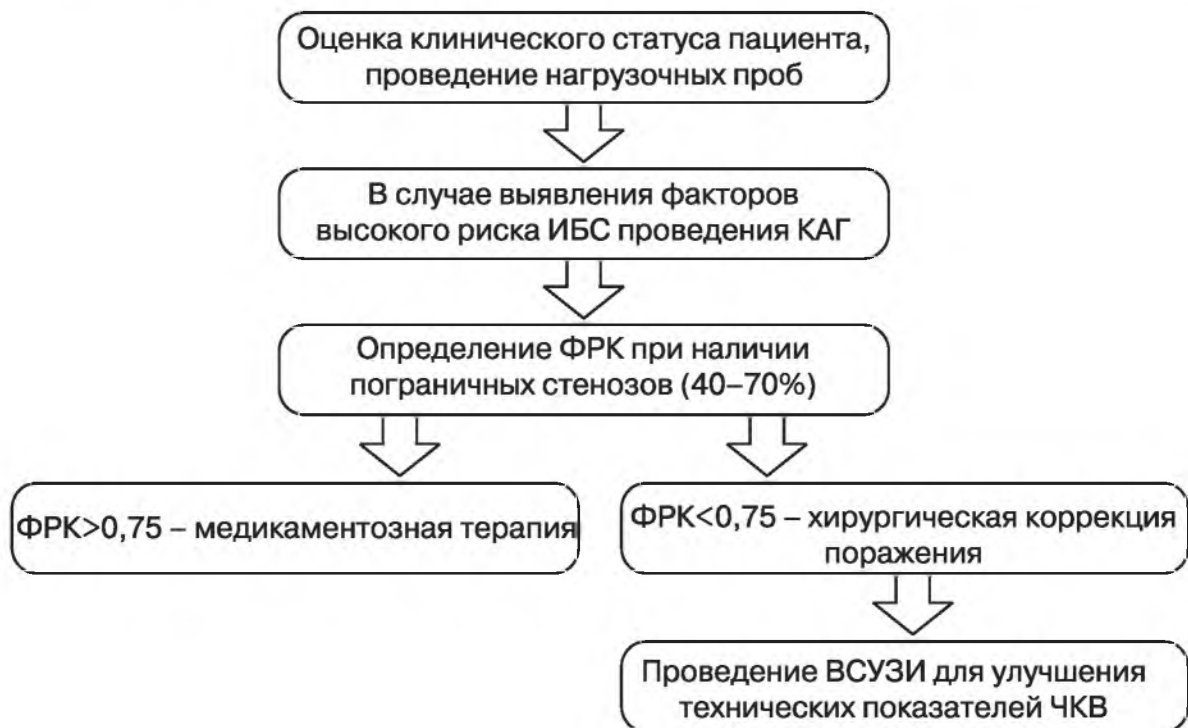 Оценка клинического статуса пациента,
проведение нагрузочных проб
В случае выявления факторов
высокого риска ИБС проведения КАГ
Определение ФРК при наличии
пограничных стенозов (40–70%)
ФРК>0,75 – медикаментозная терапия
ФРК<0,75 – хирургическая коррекция
поражения
Проведение ВСУЗИ для улучшения
технических показателей ЧКВ